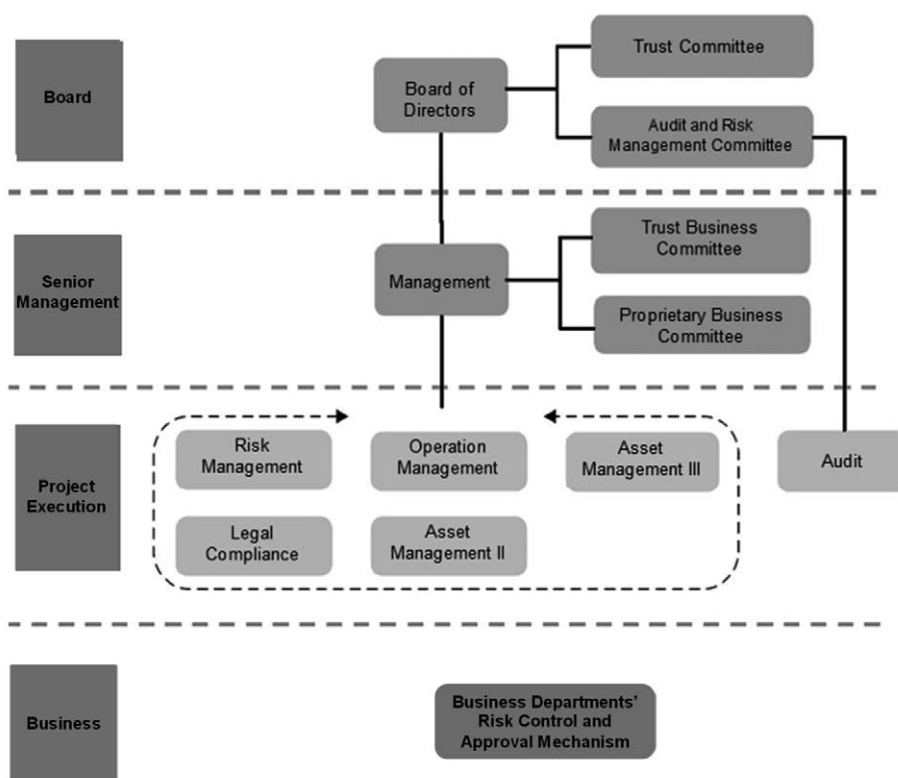 Board
Board of
Directors
Trust Committee
Audit and Risk
Management Committee
Senior
Management
Management
Trust Business
Committee
Proprietary Business
Committee
Project
Execution
Risk
Management
Operation
Management
Asset
Management III
Audit
Legal
Compliance
Asset
Management II
Business
Business Departments'
Risk Control and
Approval Mechanism